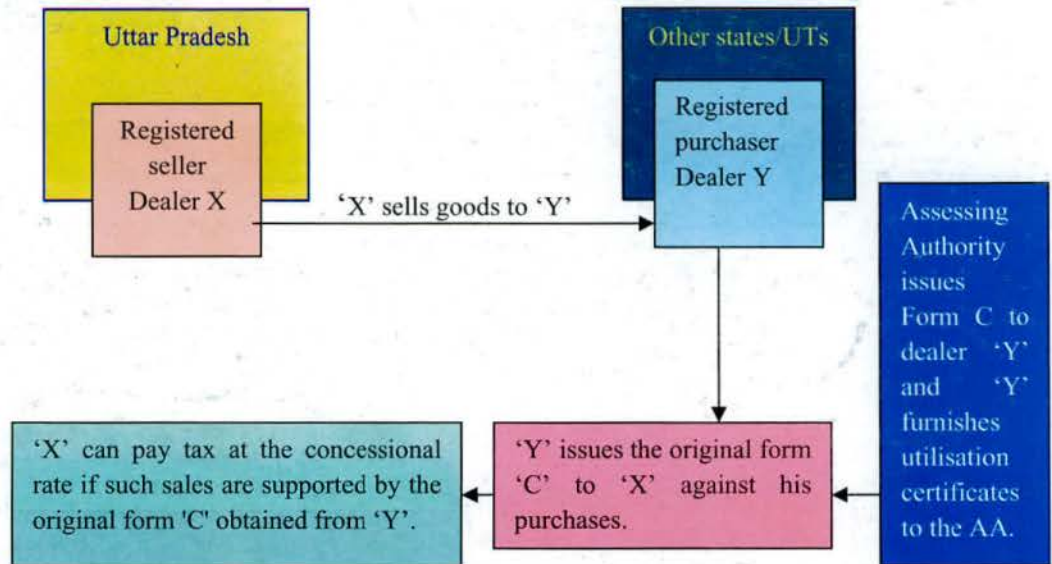 Uttar Pradesh
Registered
seller
Dealer X
Other states/UTs
Registered
purchaser
Dealer Y
‘X’ sells goods to ‘Y’
Assessing
Authority
issues
Form C to
dealer ‘Y’
and ‘Y’
furnishes
utilisation
certificates
to the AA.
‘Y’ issues the original form
‘C’ to ‘X’ against his
purchases.
‘X’ can pay tax at the concessional
rate if such sales are supported by the
original form 'C' obtained from ‘Y’.